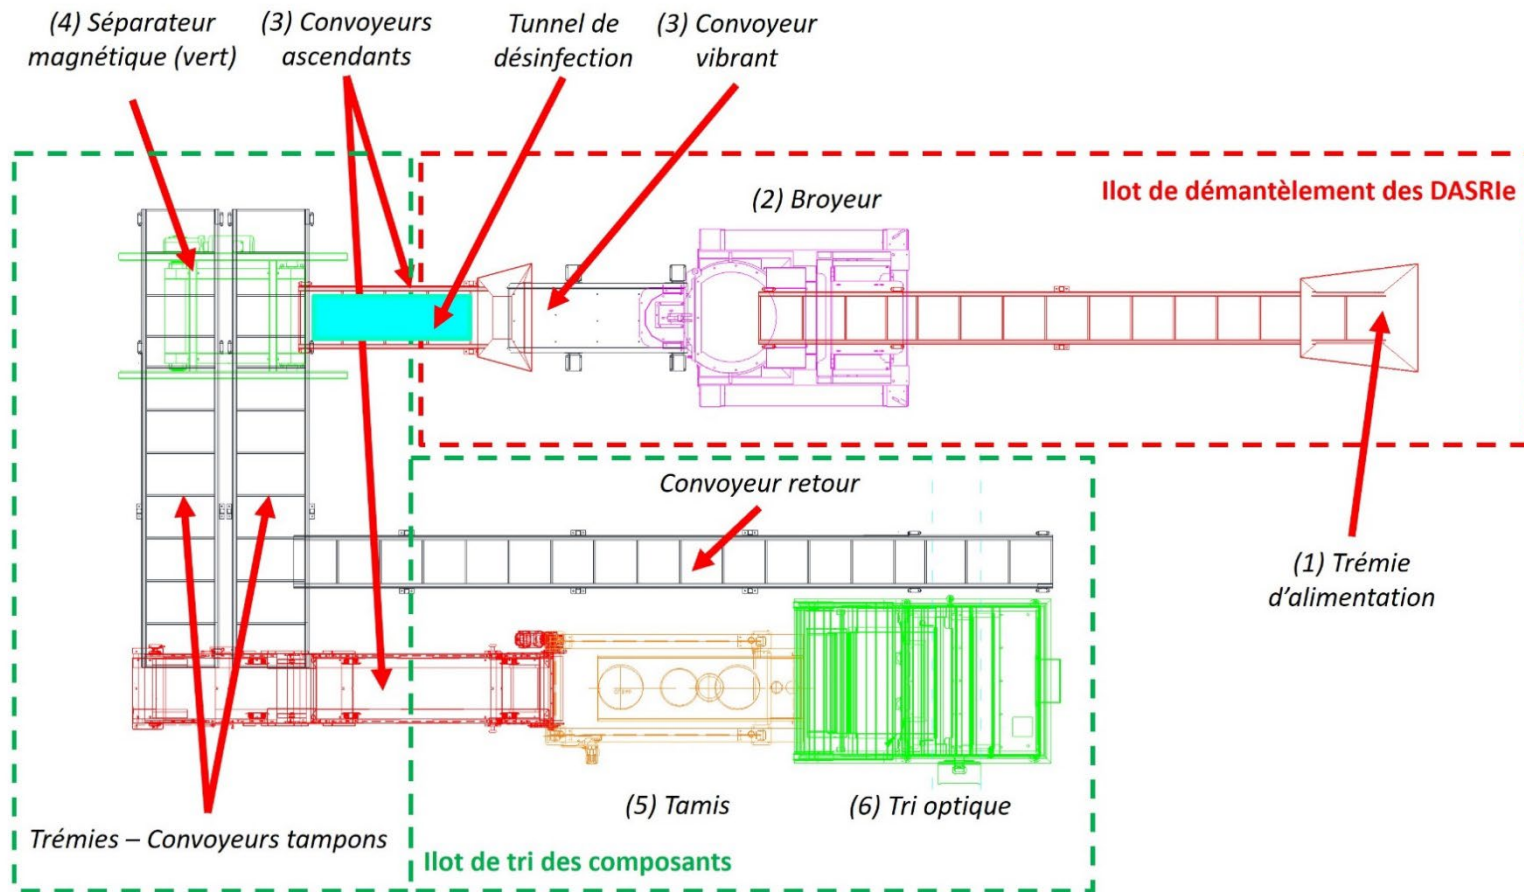 (4) Séparateur
magnétique (vert)
(3) Convoyeurs
ascendants
Tunnel de
désinfection
(3) Convoyeur
vibrant
Ilot de démantèlement des DASRIe
(2) Broyeur
Convoyeur retour
(1) Trémie
d’alimentation
(5) Tamis
(6) Tri optique
Trémies – Convoyeurs tampons
Ilot de tri des composants